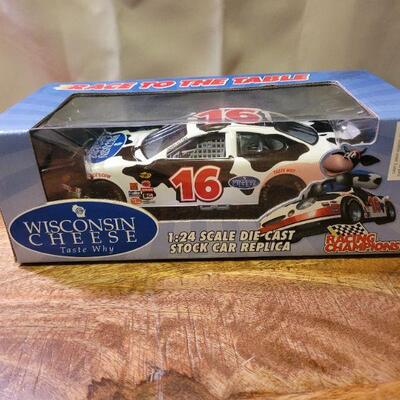 RACE TO THE TABLE
16
16
WISCONSIN
CHEESE
Taste Why
1:24 SCALE DIE CAST
STOCK CAR REPLICA
RACING
CHAMPIONS